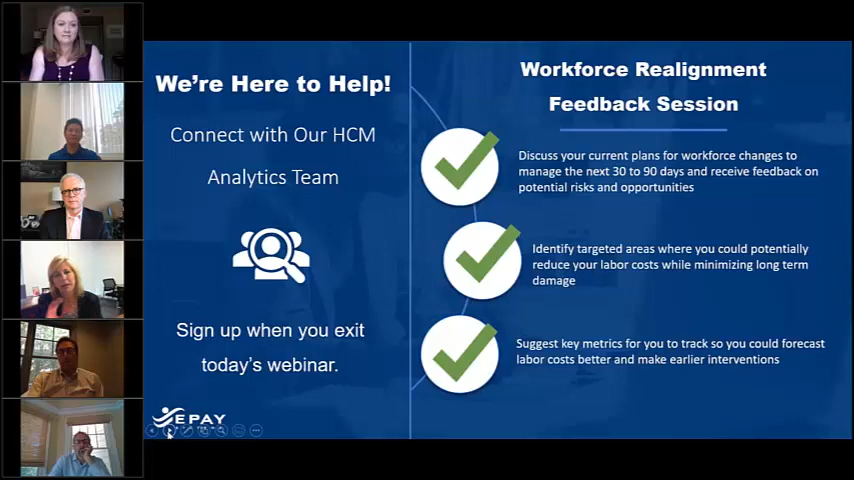 We're Here to Help!
Connect with Our HCM
Analytics Team
Sign up when you exit
today's webinar.
EPAY
Workforce Realignment
Feedback Session
Discuss your current plans for workforce changes to
manage the next 30 to 90 days and receive feedback on
potential risks and opportunities
Identify targeted areas where you could potentially
reduce your labor costs while minimizing long term
damage
Suggest key metrics for you to track so you could forecast
labor costs better and make earlier interventions